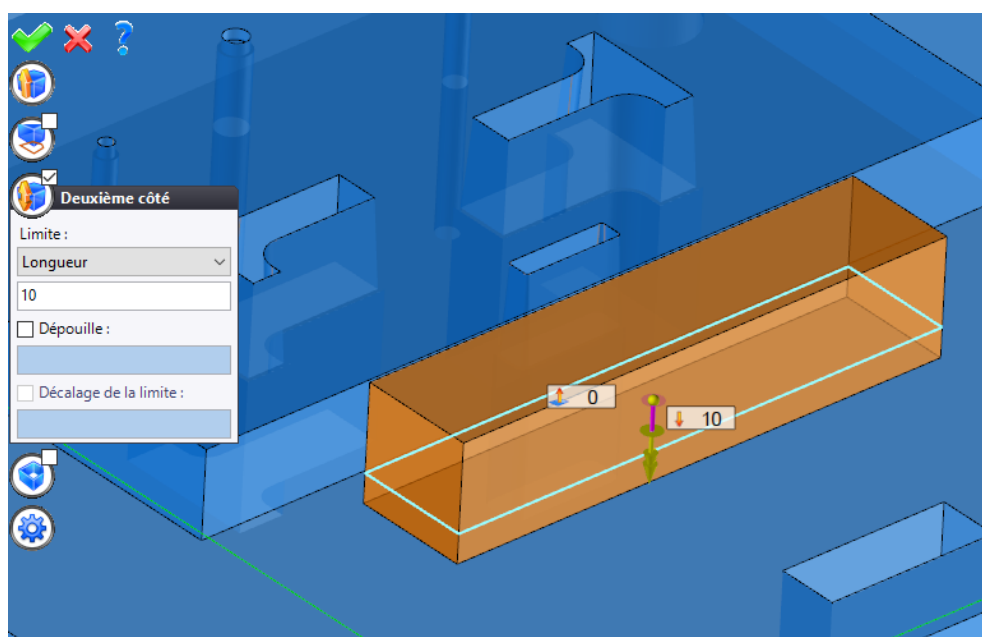 Deuxième côté
Limite :
Longueur
10
Dépouille :
Décalage de la limite :
0
10